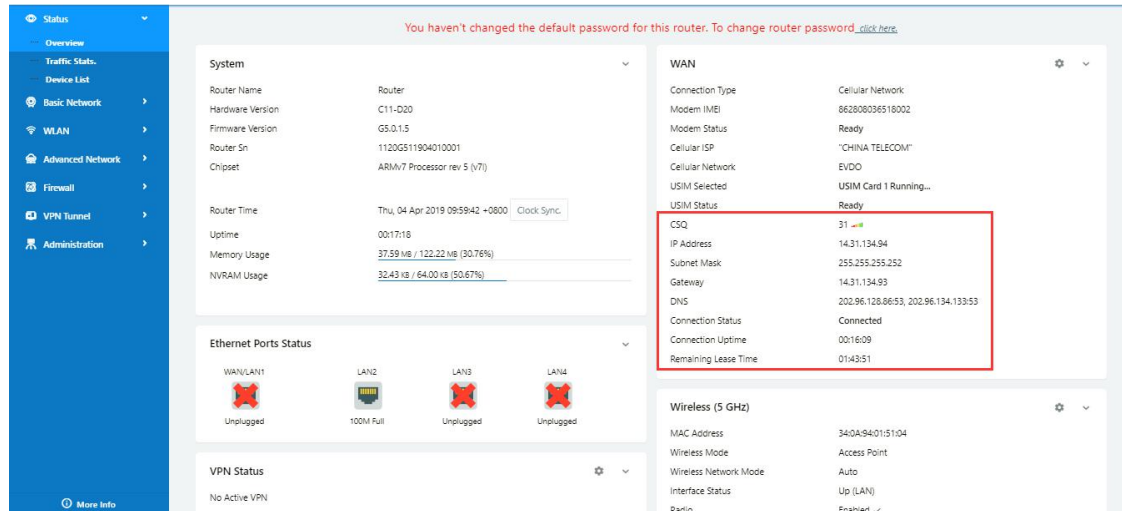 Status
Overview
Traffic Stats.
Device List
Basic Network
WLAN
Advanced Network
Firewall
VPN Tunnel
Administration
More Info
You haven't changed the default password for this router. To change router password click here.
System
Router Name Router
Hardware Version C11-D20
Firmware Version G5.0.1.5
Router Sn 1120G511904010001
Chipset ARMv7 Processor rev 5 (v7l)
Router Time Thu, 04 Apr 2019 09:59:42 +0800 Clock Sync.
Uptime 00:17:18
Memory Usage 37.59 MB / 122.22 MB (30.76%)
NVRAM Usage 32.43 KB / 64.00 KB (50.67%)
Ethernet Ports Status
WAN/LAN1 LAN2 LAN3 LAN4
Unplugged 100M Full Unplugged Unplugged
VPN Status
No Active VPN
WAN
Connection Type Cellular Network
Modem IMEI 862808036518002
Modem Status Ready
Cellular ISP "CHINA TELECOM"
Cellular Network EVDO
USIM Selected USIM Card 1 Running...
USIM Status Ready
CSQ 31
IP Address 14.31.134.94
Subnet Mask 255.255.255.252
Gateway 14.31.134.93
DNS 202.96.128.86:53, 202.96.134.133:53
Connection Status Connected
Connection Uptime 00:16:09
Remaining Lease Time 01:43:51
Wireless (5 GHz)
MAC Address 34:0A:94:01:51:04
Wireless Mode Access Point
Wireless Network Mode Auto
Interface Status Up (LAN)
Radio Enabled ✓